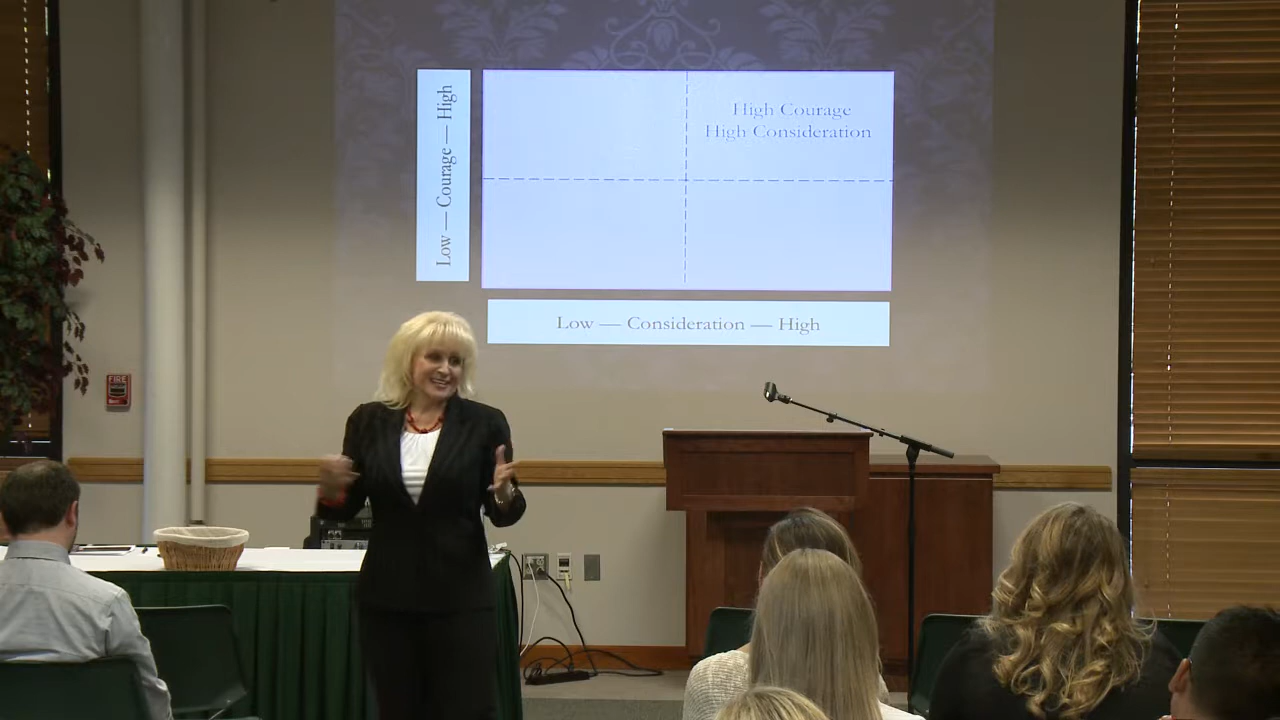 Low — Courage — High
High Courage
High Consideration
Low — Consideration — High
FIRE